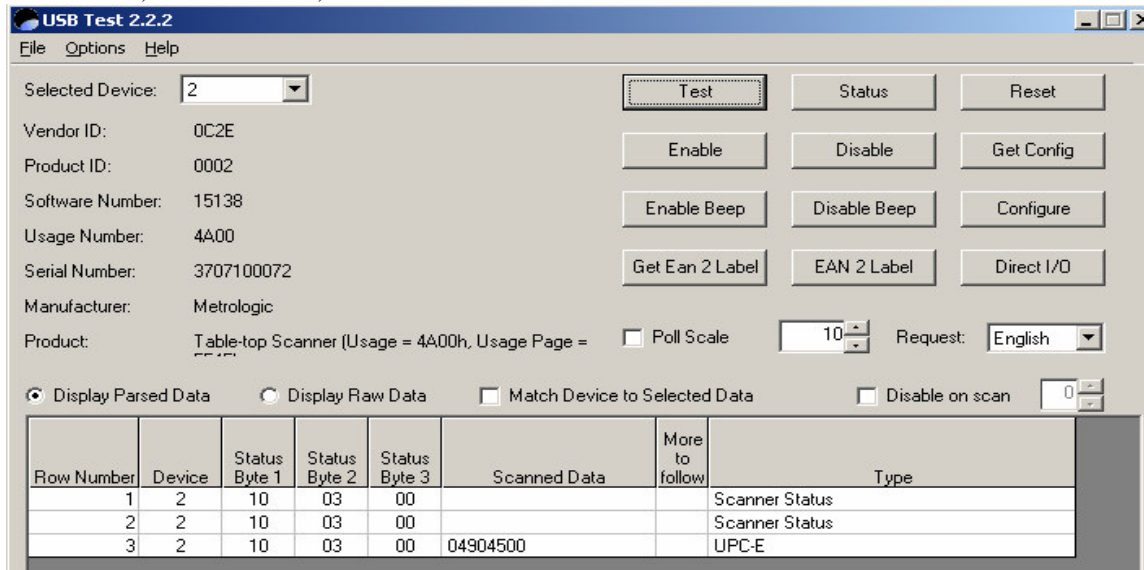 USB Test 2.2.2
File Options Help
Selected Device: 2 Test Status Reset
Vendor ID: 0C2E
Enable Disable Get Config
Product ID: 0002
Software Number: 15138
Enable Beep Disable Beep Configure
Usage Number: 4A00
Serial Number: 3707100072 Get Ean 2 Label EAN 2 Label Direct I/O
Manufacturer: Metrologic
Product: Table-top Scanner (Usage = 4A00h, Usage Page = Poll Scale 10 Request: English
Display Parsed Data Display Raw Data Match Device to Selected Data Disable on scan 0
Row Number Device Status Byte 1 Status Byte 2 Status Byte 3 Scanned Data More to follow Type
1 2 10 03 00 Scanner Status
2 2 10 03 00 Scanner Status
3 2 10 03 00 04904500 UPC-E